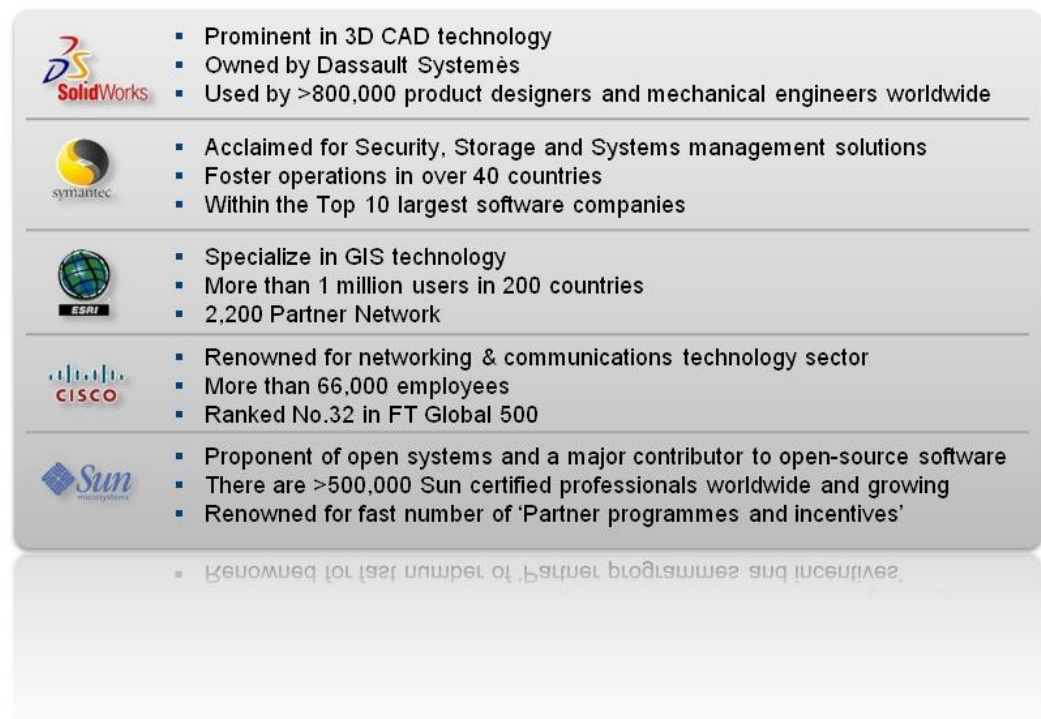 SolidWorks
▪ Prominent in 3D CAD technology
▪ Owned by Dassault Systemès
▪ Used by >800,000 product designers and mechanical engineers worldwide
symantec.
▪ Acclaimed for Security, Storage and Systems management solutions
▪ Foster operations in over 40 countries
▪ Within the Top 10 largest software companies
ESRI
▪ Specialize in GIS technology
▪ More than 1 million users in 200 countries
▪ 2,200 Partner Network
CISCO
▪ Renowned for networking & communications technology sector
▪ More than 66,000 employees
▪ Ranked No.32 in FT Global 500
Sun
microsystems
▪ Proponent of open systems and a major contributor to open-source software
▪ There are >500,000 Sun certified professionals worldwide and growing
▪ Renowned for fast number of ‘Partner programmes and incentives’
▪ Renowned for fast number of ‘Partner programmes and incentives’